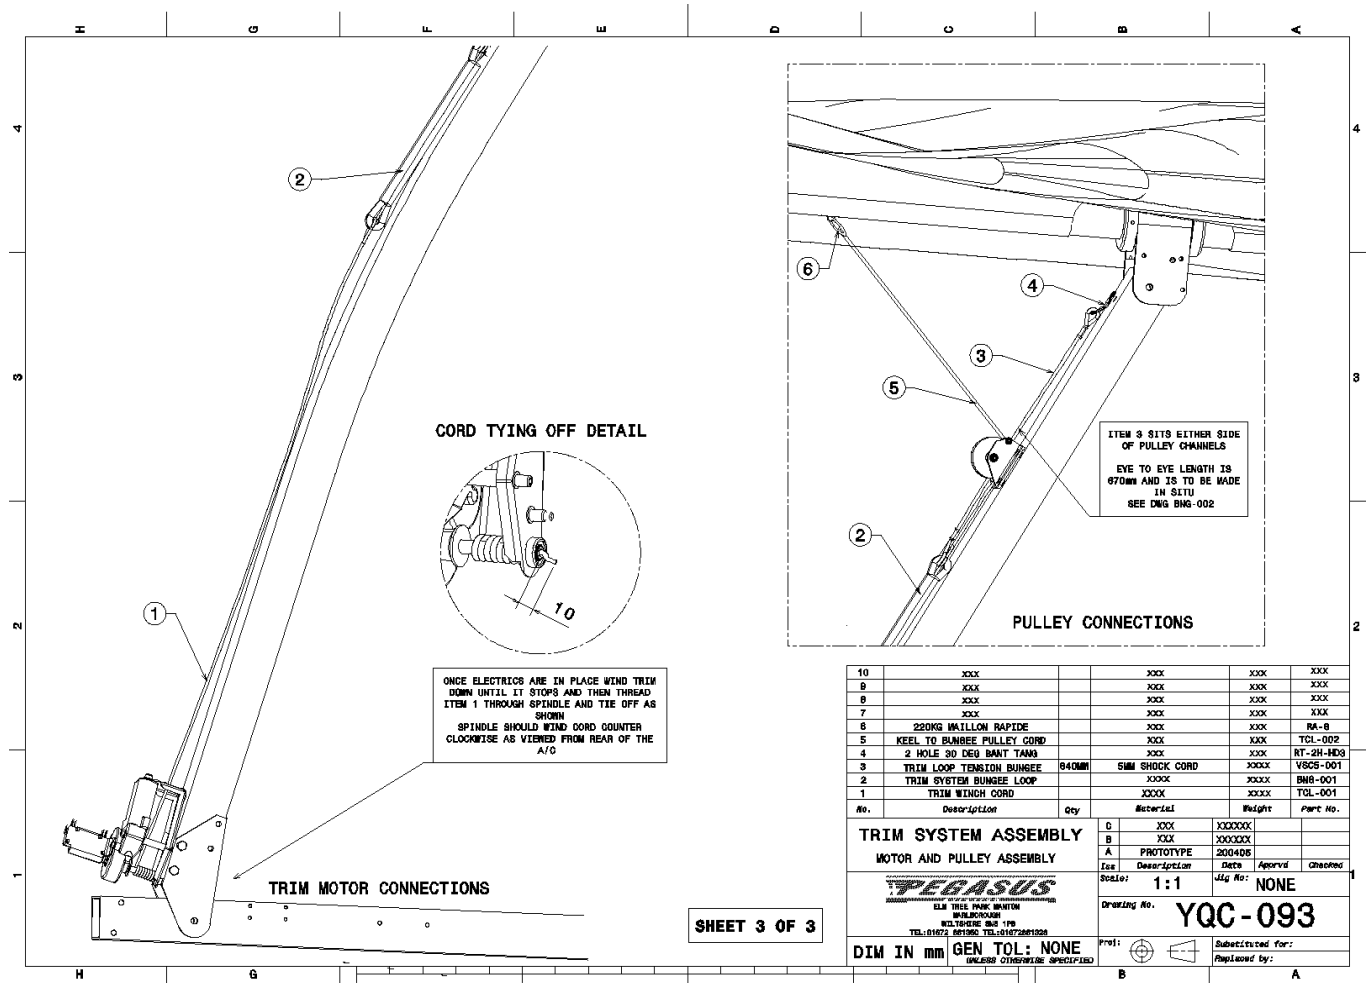 H G F E D C B A
4
4
2
6
4
3
5
3
3
CORD TYING OFF DETAIL
ITEM 3 SITS EITHER SIDE
OF PULLEY CHANNELS
EYE TO EYE LENGTH IS
670mm AND IS TO BE MADE
IN SITU
SEE DWG BNG-002
2
10
1
2
2
PULLEY CONNECTIONS
ONCE ELECTRICS ARE IN PLACE WIND TRIM
DOWN UNTIL IT STOPS AND THEN THREAD
ITEM 1 THROUGH SPINDLE AND TIE OFF AS
SHOWN
SPINDLE SHOULD WIND CORD COUNTER
CLOCKWISE AS VIEWED FROM REAR OF THE
A/C
10 XXX XXX XXX XXX
9 XXX XXX XXX XXX
8 XXX XXX XXX XXX
7 XXX XXX XXX XXX
6 220KG MAILLON RAPIDE XXX XXX RA-6
5 KEEL TO BUNGEE PULLEY CORD XXX XXX TCL-002
4 2 HOLE 30 DEG BANT TANG XXX XXX RT-2H-HD3
3 TRIM LOOP TENSION BUNGEE 640MM 5MM SHOCK CORD XXXX VSC5-001
2 TRIM SYSTEM BUNGEE LOOP XXXX XXXX BNG-001
1 TRIM WINCH CORD XXXX XXXX TCL-001
No. Description Qty Material Weight Part No.
TRIM SYSTEM ASSEMBLY
MOTOR AND PULLEY ASSEMBLY
C XXX XXXXXX
B XXX XXXXXX
A PROTOTYPE 200405
Iss Description Date Apprvd Checked
1
1
Scale: 1:1 Jig No: NONE
PEGASUS
ELM TREE PARK MANTON
MARLBOROUGH
WILTSHIRE SN8 1PS
Drawing No. YQC-093
TRIM MOTOR CONNECTIONS
SHEET 3 OF 3
DIM IN mm GEN TOL: NONE
UNLESS OTHERWISE SPECIFIED
Proj: Substituted for:
Replaced by:
H G B A